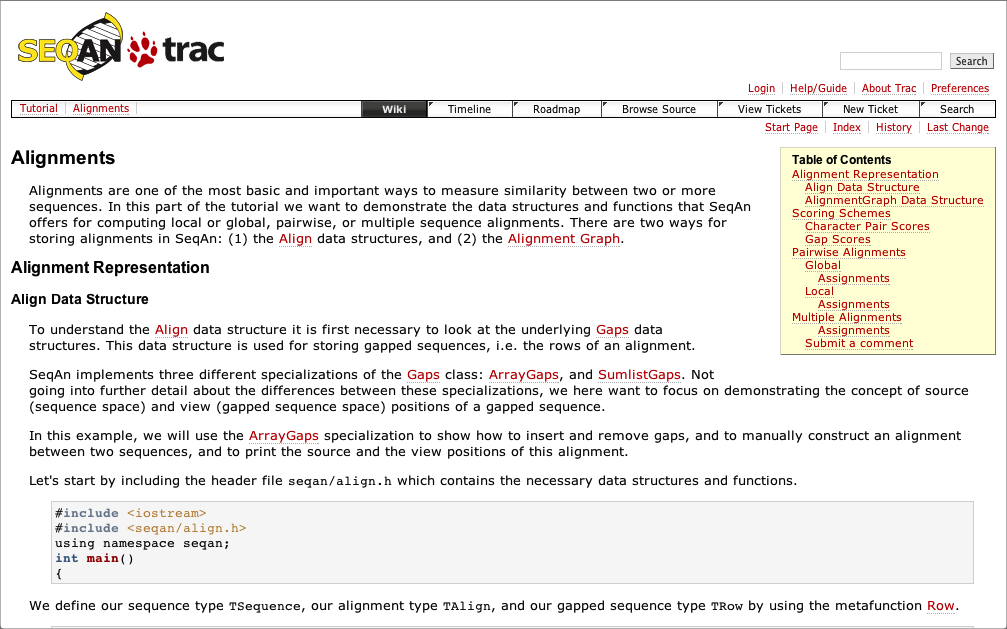 SEQAN trac
Search
Login Help/Guide About Trac Preferences
Tutorial Alignments Wiki Timeline Roadmap Browse Source View Tickets New Ticket Search
Start Page Index History Last Change
Alignments
Alignments are one of the most basic and important ways to measure similarity between two or more
sequences. In this part of the tutorial we want to demonstrate the data structures and functions that SeqAn
offers for computing local or global, pairwise, or multiple sequence alignments. There are two ways for
storing alignments in SeqAn: (1) the Align data structures, and (2) the Alignment Graph.
Table of Contents
Alignment Representation
Align Data Structure
AlignmentGraph Data Structure
Scoring Schemes
Character Pair Scores
Gap Scores
Pairwise Alignments
Global
Assignments
Local
Assignments
Multiple Alignments
Assignments
Submit a comment
Alignment Representation
Align Data Structure
To understand the Align data structure it is first necessary to look at the underlying Gaps data
structures. This data structure is used for storing gapped sequences, i.e. the rows of an alignment.
SeqAn implements three different specializations of the Gaps class: ArrayGaps, and SumlistGaps. Not
going into further detail about the differences between these specializations, we here want to focus on demonstrating the concept of source
(sequence space) and view (gapped sequence space) positions of a gapped sequence.
In this example, we will use the ArrayGaps specialization to show how to insert and remove gaps, and to manually construct an alignment
between two sequences, and to print the source and the view positions of this alignment.
Let's start by including the header file seqan/align.h which contains the necessary data structures and functions.
#include <iostream>
#include <seqan/align.h>
using namespace seqan;
int main()
{
We define our sequence type TSequence, our alignment type TAlign, and our gapped sequence type TRow by using the metafunction Row.